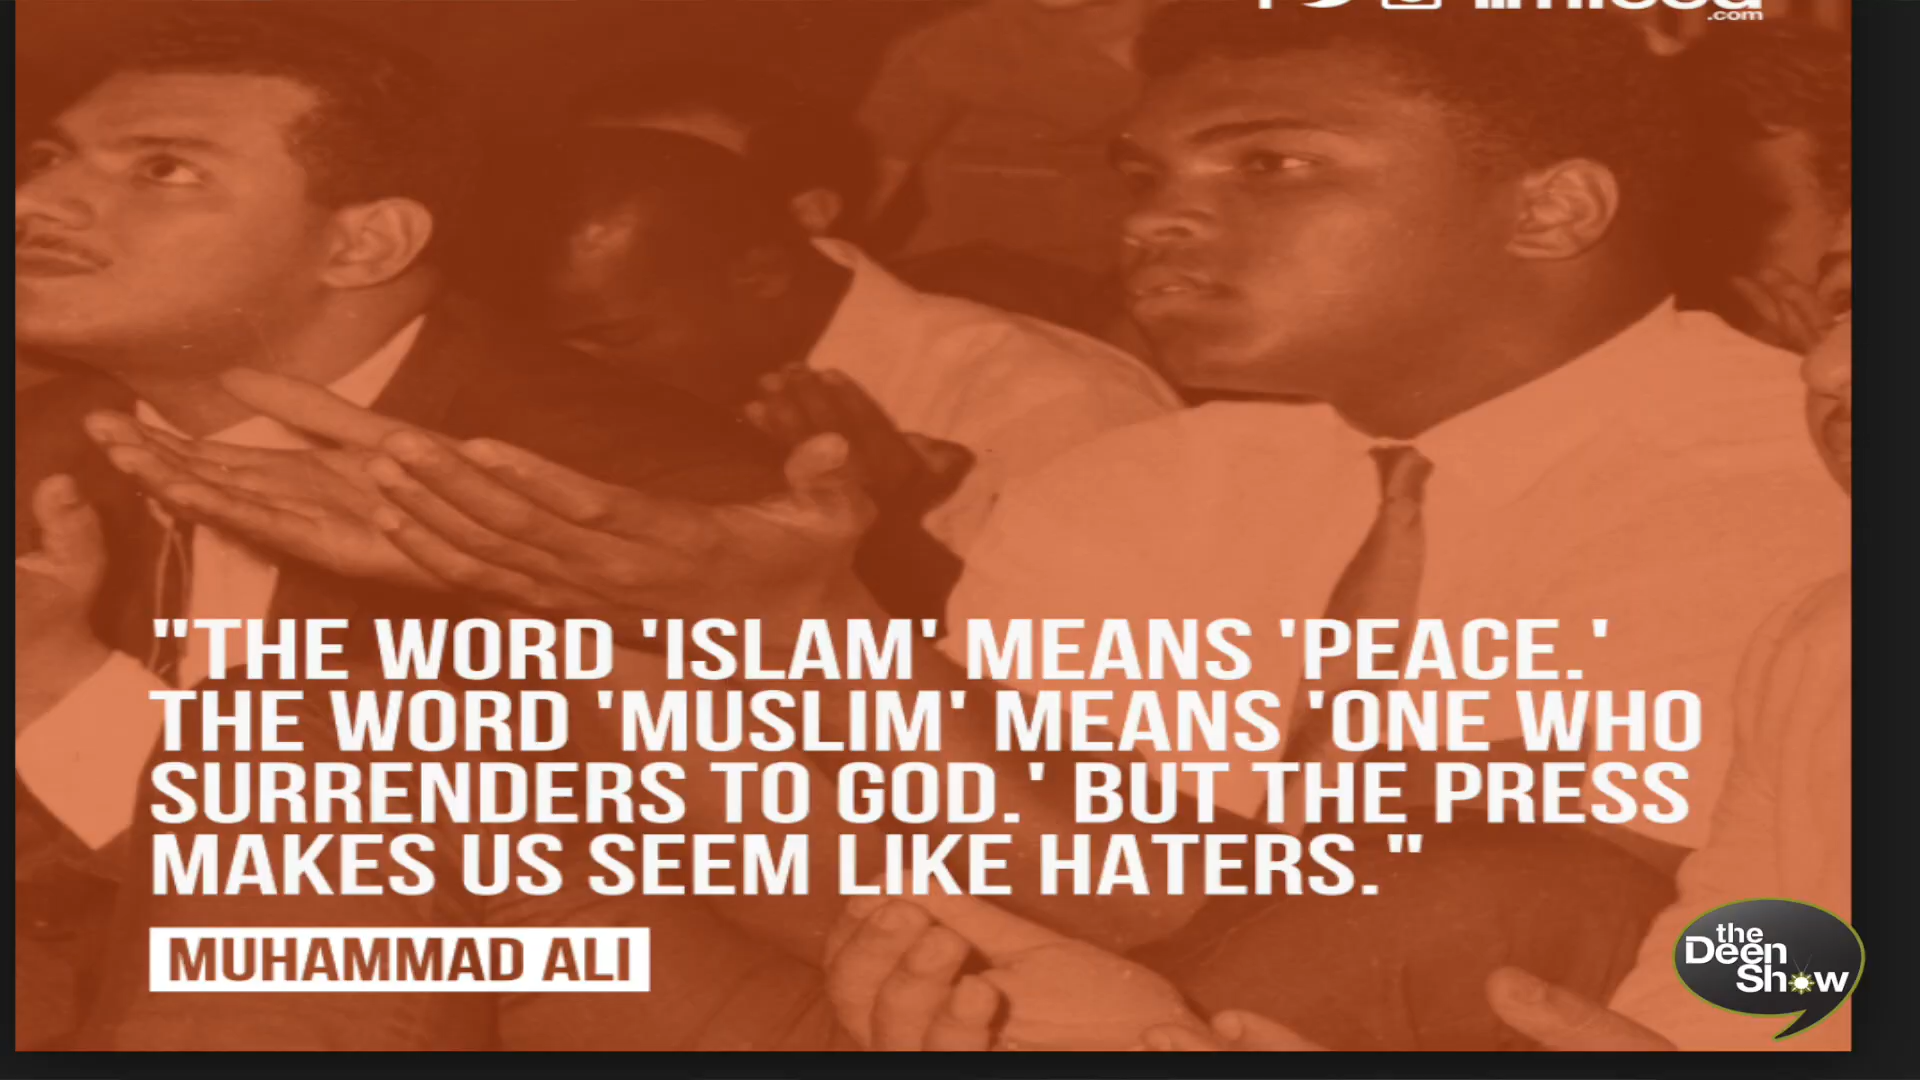 .com
"THE WORD 'ISLAM' MEANS 'PEACE.'
THE WORD 'MUSLIM' MEANS 'ONE WHO
SURRENDERS TO GOD.' BUT THE PRESS
MAKES US SEEM LIKE HATERS."
MUHAMMAD ALI
the
Deen
Show